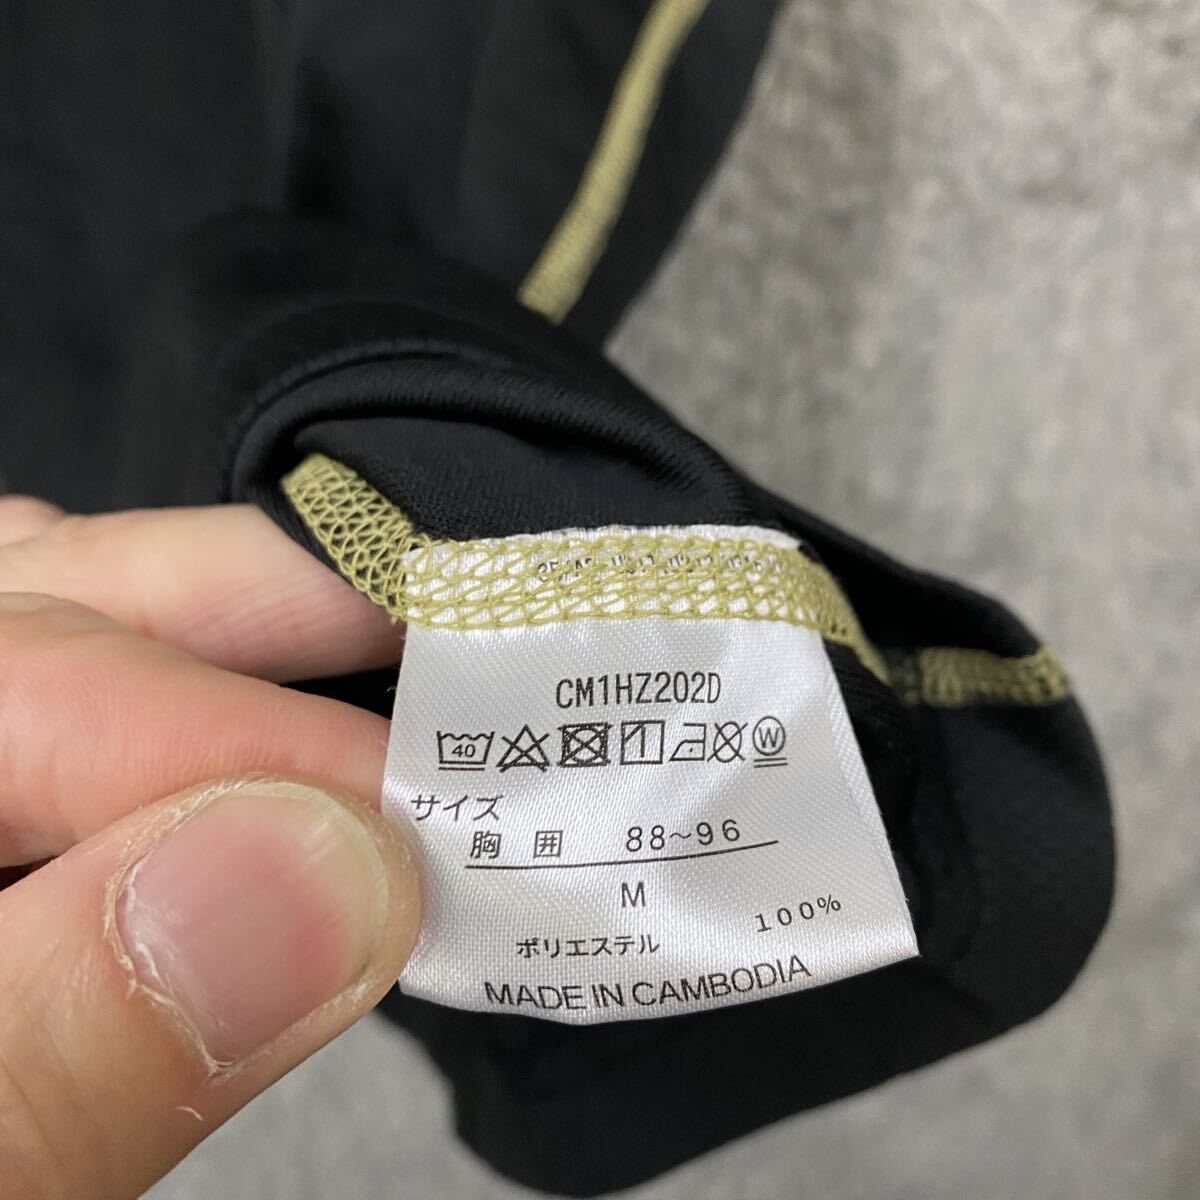 CM1HZ202D
40 W
サイズ
胸囲 88~96
M
ポリエステル 100%
MADE IN CAMBODIA